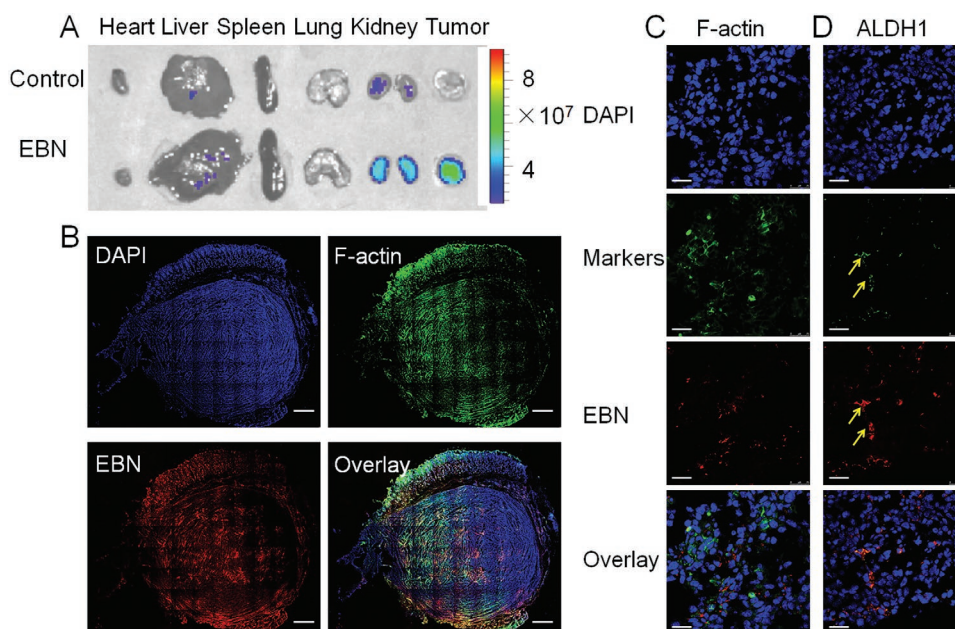 A Heart Liver Spleen Lung Kidney Tumor
Control
EBN
8
×10⁷
4
B
DAPI
F-actin
EBN
Overlay
C F-actin
D ALDH1
DAPI
Markers
EBN
Overlay